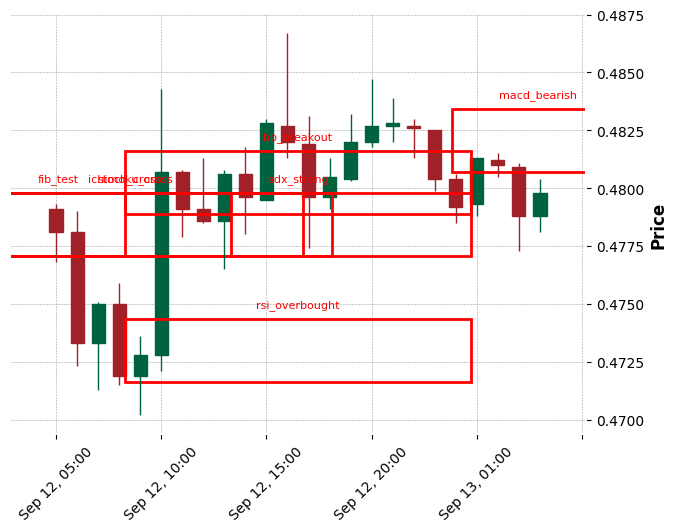 0.4875
0.4850
macd_bearish
0.4825
fib_test
0.4800
0.4775
Price
0.4750
rsi_overbought
0.4725
0.4700
Sep 12, 05:00
Sep 12, 10:00
Sep 12, 15:00
Sep 12, 20:00
Sep 13, 01:00